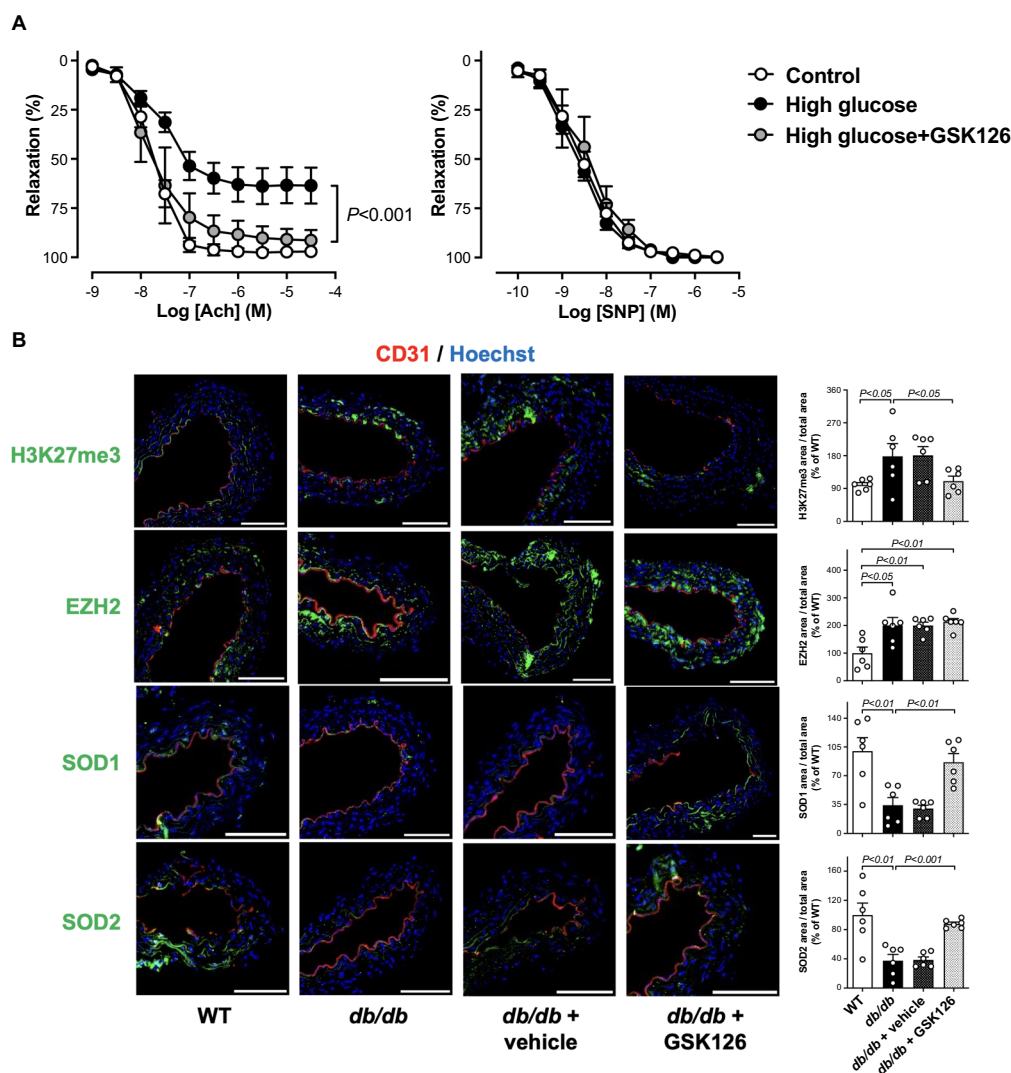 A
Relaxation (%)
0
25
50
75
100
-9 -8 -7 -6 -5 -4
Log [Ach] (M)
P<0.001
Relaxation (%)
0
25
50
75
100
-10 -9 -8 -7 -6 -5
Log [SNP] (M)
Control
High glucose
High glucose+GSK126
B
CD31 / Hoechst
H3K27me3
EZH2
SOD1
SOD2
WT
db/db
db/db +
vehicle
db/db +
GSK126
H3K27me3 area / total area
(% of WT)
360
270
180
90
0
P<0.05 P<0.05
EZH2 area / total area
(% of WT)
400
300
200
100
0
P<0.01
P<0.01
P<0.05
SOD1 area / total area
(% of WT)
140
105
70
35
0
P<0.01 P<0.01
SOD2 area / total area
(% of WT)
160
120
80
40
0
P<0.01 P<0.001
WT
db/db
db/db + vehicle
db/db + GSK126